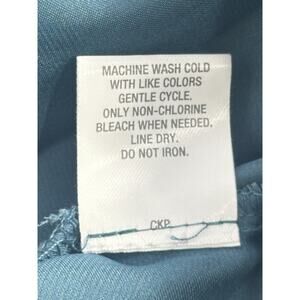 MACHINE WASH COLD
WITH LIKE COLORS
GENTLE CYCLE.
ONLY NON-CHLORINE
BLEACH WHEN NEEDED.
LINE DRY.
DO NOT IRON.
CKP